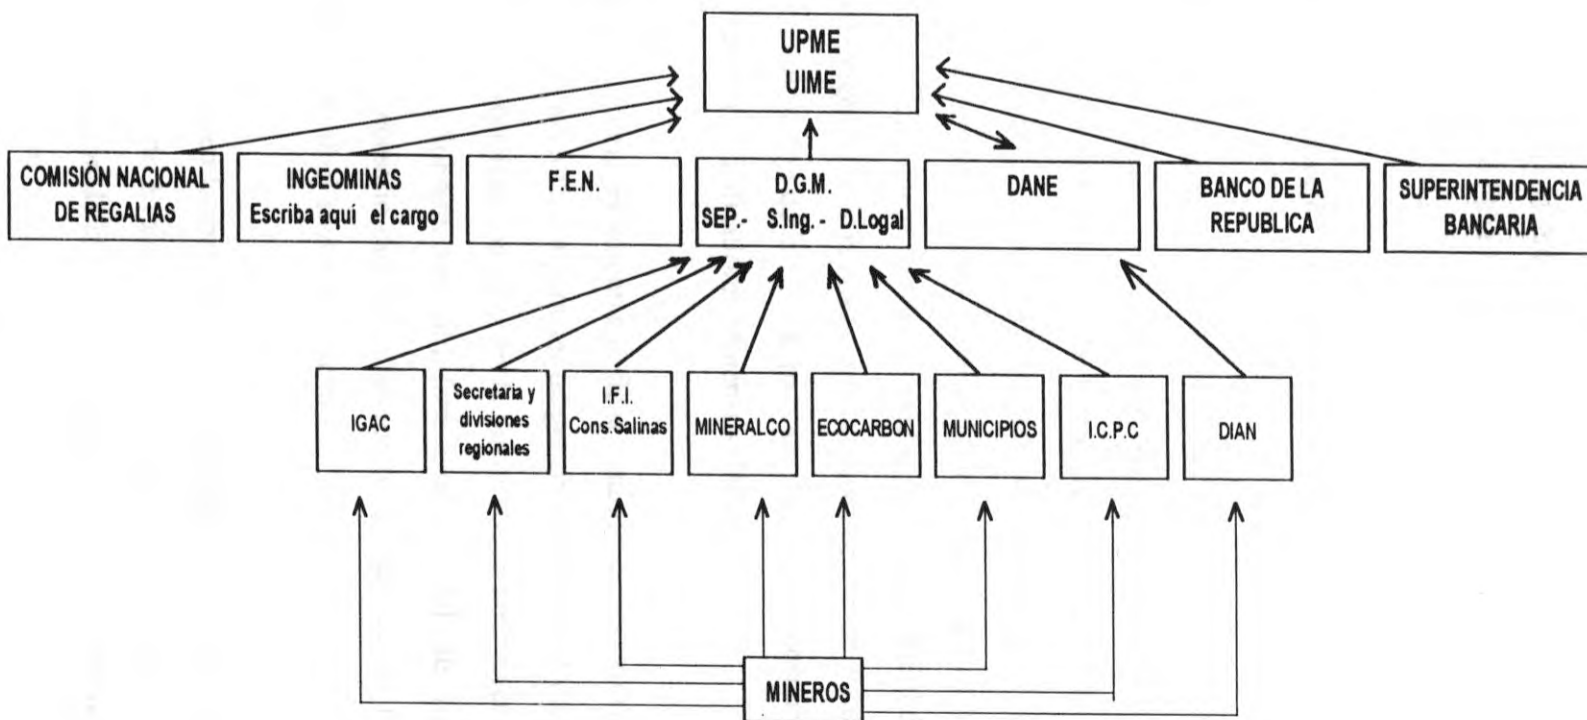 UPME
UIME
COMISIÓN NACIONAL
DE REGALIAS
INGEOMINAS
Escriba aquí el cargo
F.E.N.
D.G.M.
SEP.- S.Ing.- D.Logal
DANE
BANCO DE LA
REPUBLICA
SUPERINTENDENCIA
BANCARIA
IGAC
Secretaria y
divisiones
regionales
I.F.I.
Cons.Salinas
MINERALCO
ECOCARBON
MUNICIPIOS
I.C.P.C
DIAN
MINEROS